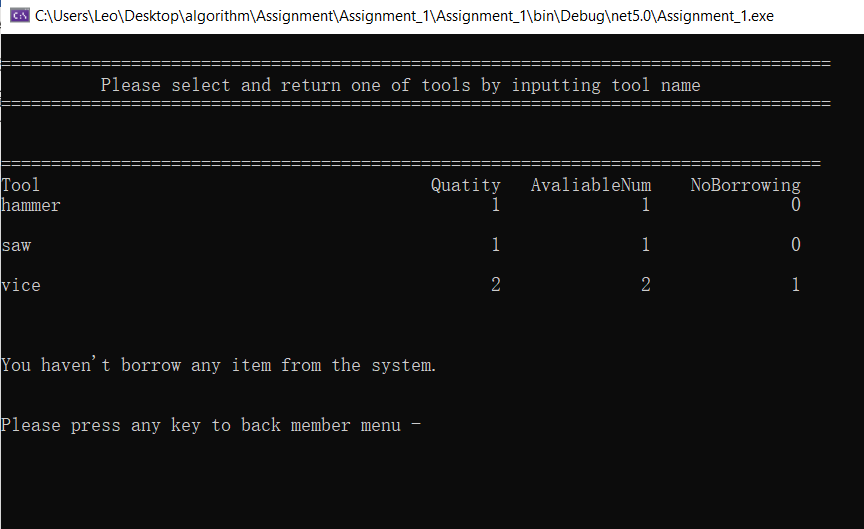 C:\Users\Leo\Desktop\algorithm\Assignment\Assignment_1\Assignment_1\bin\Debug\net5.0\Assignment_1.exe
===================================================================================
Please select and return one of tools by inputting tool name
===================================================================================
==================================================================================
Tool Quatity AvaliableNum NoBorrowing
hammer 1 1 0
saw 1 1 0
vice 2 2 1
You haven't borrow any item from the system.
Please press any key to back member menu -